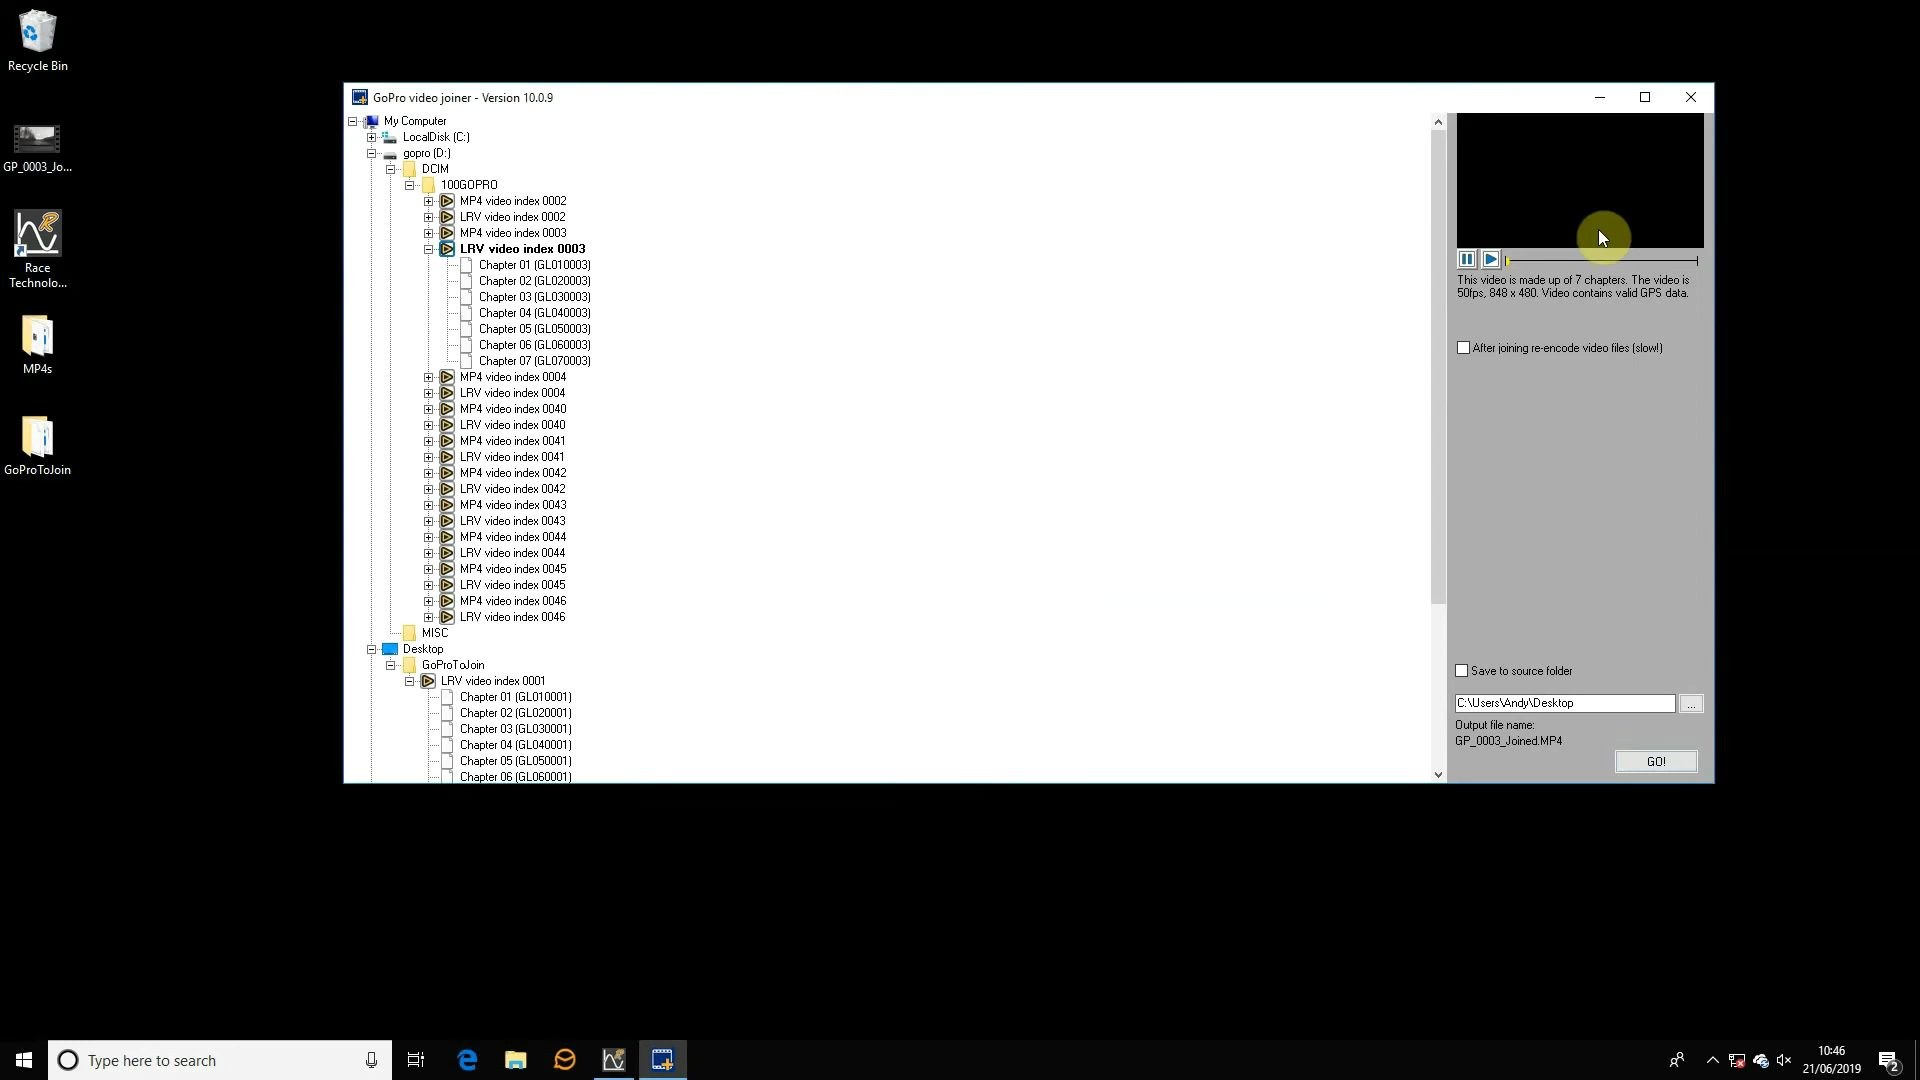 Recycle Bin
GP_0003_Jo...
Race
Technolo...
MP4s
GoProToJoin
GoPro video joiner - Version 10.0.9
My Computer
LocalDisk (C:)
gopro (D:)
DCIM
100GOPRO
MP4 video index 0002
LRV video index 0002
MP4 video index 0003
LRV video index 0003
Chapter 01 (GL010003)
Chapter 02 (GL020003)
Chapter 03 (GL030003)
Chapter 04 (GL040003)
Chapter 05 (GL050003)
Chapter 06 (GL060003)
Chapter 07 (GL070003)
MP4 video index 0004
LRV video index 0004
MP4 video index 0040
LRV video index 0040
MP4 video index 0041
LRV video index 0041
MP4 video index 0042
LRV video index 0042
MP4 video index 0043
LRV video index 0043
MP4 video index 0044
LRV video index 0044
MP4 video index 0045
LRV video index 0045
MP4 video index 0046
LRV video index 0046
MISC
Desktop
GoProToJoin
LRV video index 0001
Chapter 01 (GL010001)
Chapter 02 (GL020001)
Chapter 03 (GL030001)
Chapter 04 (GL040001)
Chapter 05 (GL050001)
Chapter 06 (GL060001)
This video is made up of 7 chapters. The video is
50fps, 848 x 480. Video contains valid GPS data.
After joining re-encode video files (slow!)
Save to source folder
C:\Users\Andy\Desktop
...
Output file name:
GP_0003_Joined.MP4
GO!
Type here to search
10:46
21/06/2019
2